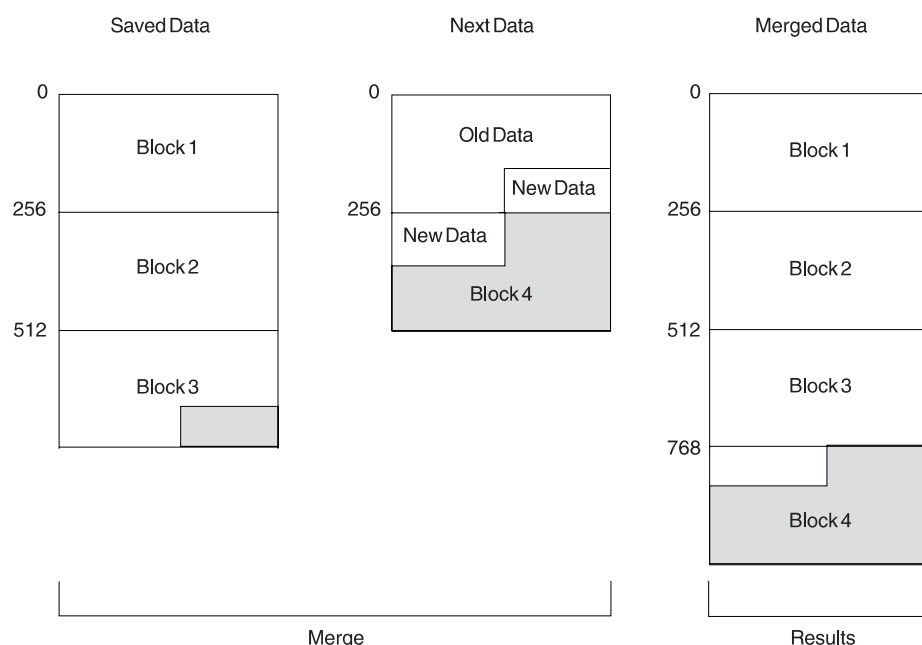 Saved Data
Next Data
Merged Data
0
Block 1
256
Block 2
512
Block 3
0
Old Data
New Data
256
New Data
Block 4
0
Block 1
256
Block 2
512
Block 3
768
Block 4
Merge
Results